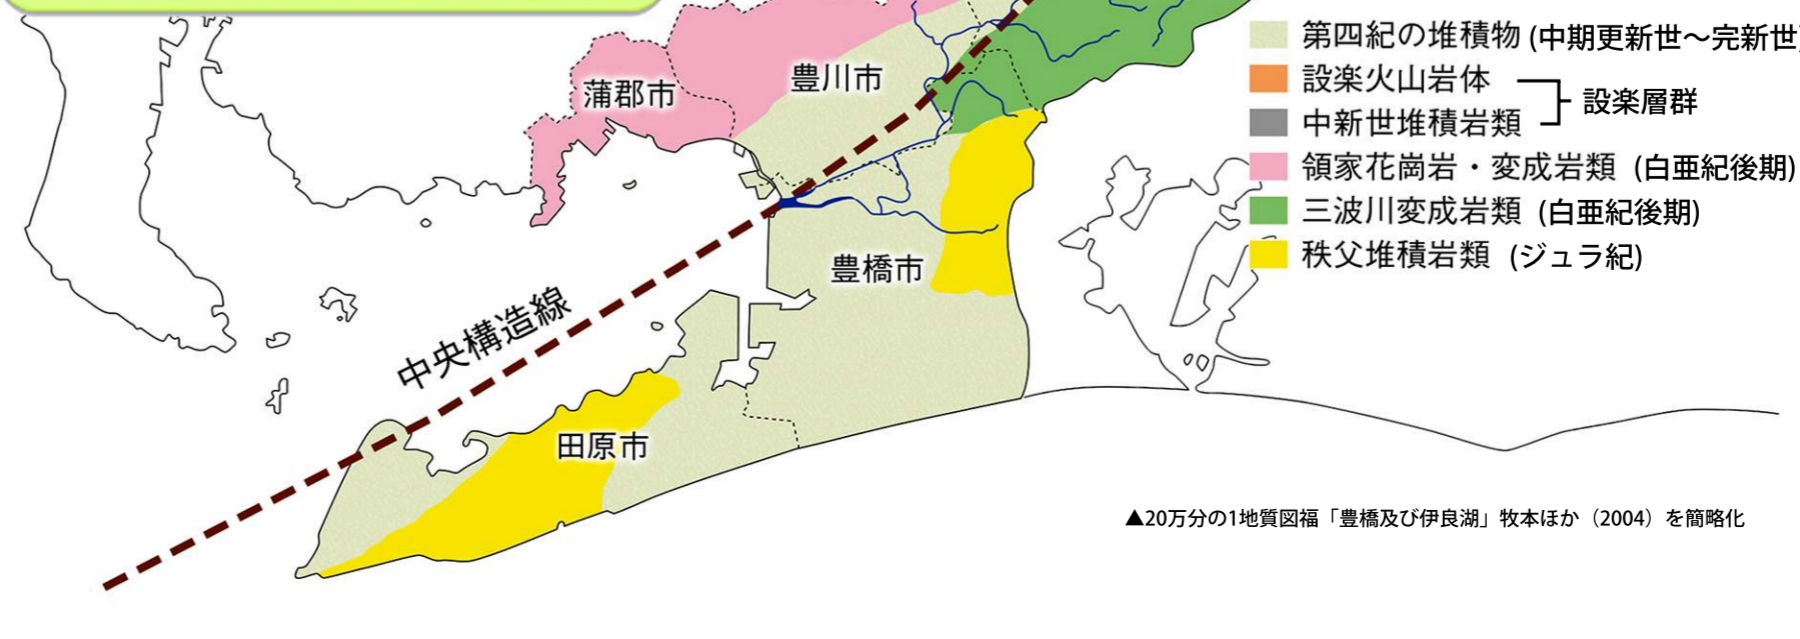 第四紀の堆積物 (中期更新世～完新世)
設楽火山岩体
設楽層群
中新世堆積岩類
領家花崗岩・変成岩類 (白亜紀後期)
三波川変成岩類 (白亜紀後期)
秩父堆積岩類 (ジュラ紀)
豊川市
蒲郡市
豊橋市
中央構造線
田原市
▲20万分の1地質図福「豊橋及び伊良湖」牧本ほか（2004）を簡略化